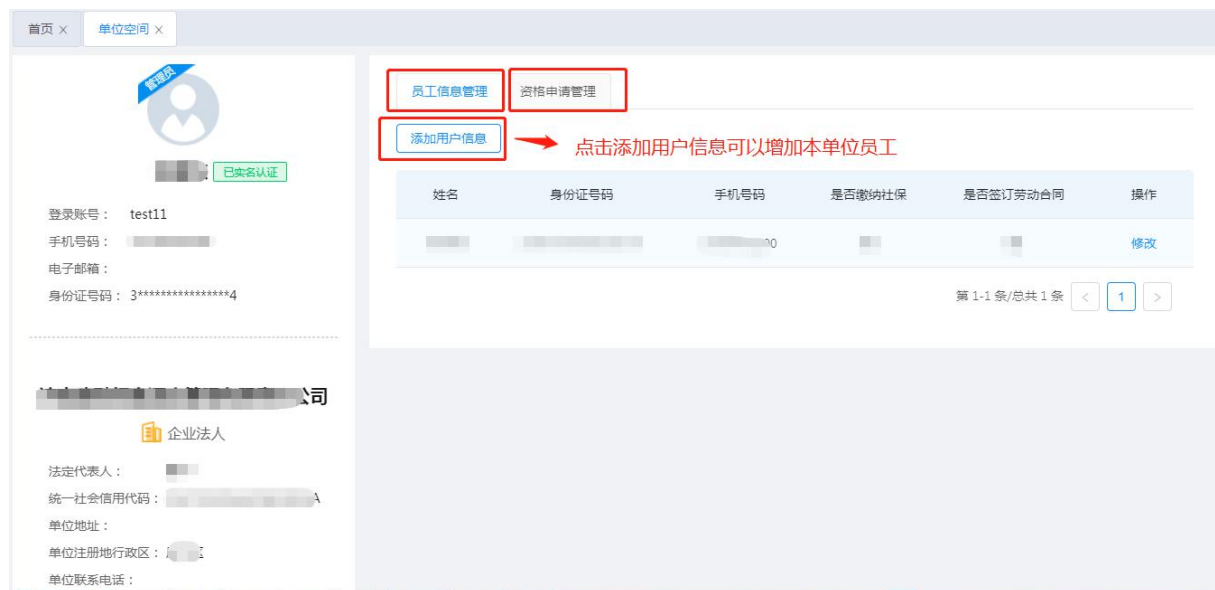 首页 ×
单位空间 ×
管理员
已实名认证
登录账号： test11
手机号码：
电子邮箱：
身份证号码： 3****************4
公司
企业法人
法定代表人：
统一社会信用代码： A
单位地址：
单位注册地行政区：
单位联系电话：
员工信息管理
资格申请管理
添加用户信息
点击添加用户信息可以增加本单位员工
姓名 身份证号码 手机号码 是否缴纳社保 是否签订劳动合同 操作
00 修改
第 1-1 条/总共 1 条 < 1 >